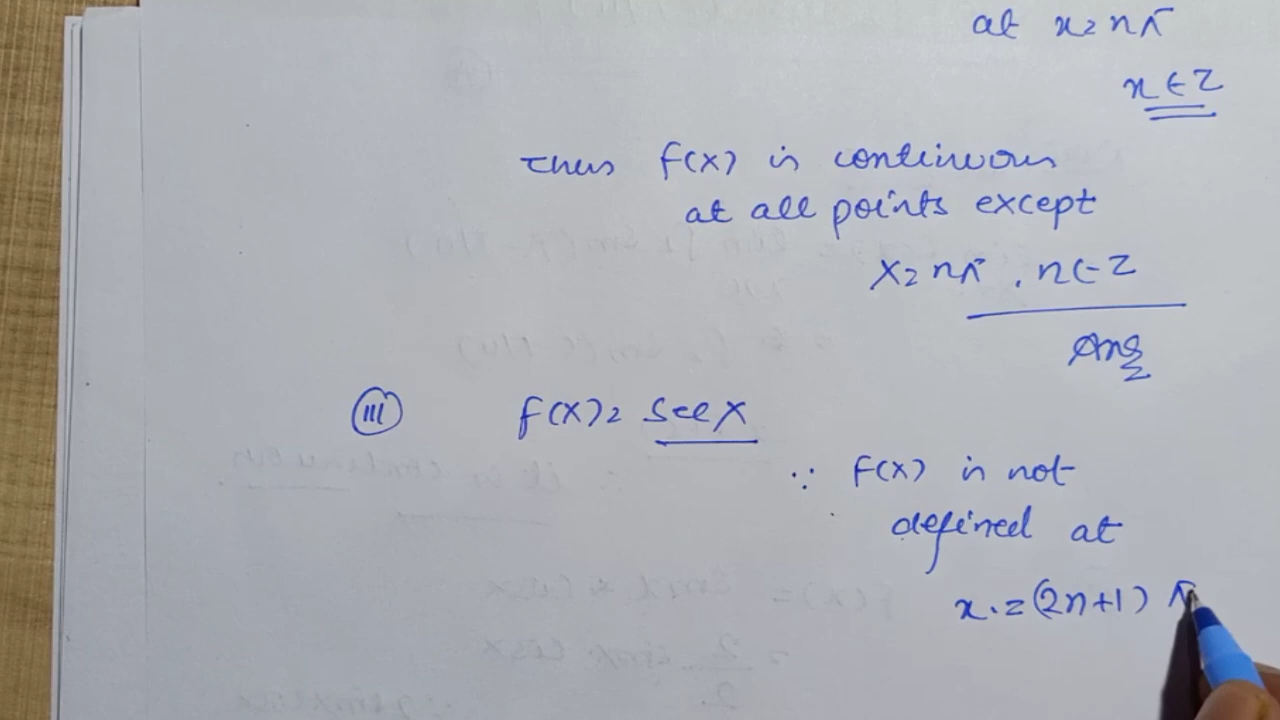 at x = nπ
n ∈ Z
Thus f(x) is continuous
at all points except
x = nπ, n ∈ Z
Ans
(iii) f(x) = Sec x
∵ f(x) is not
defined at
x. = (2n+1) π